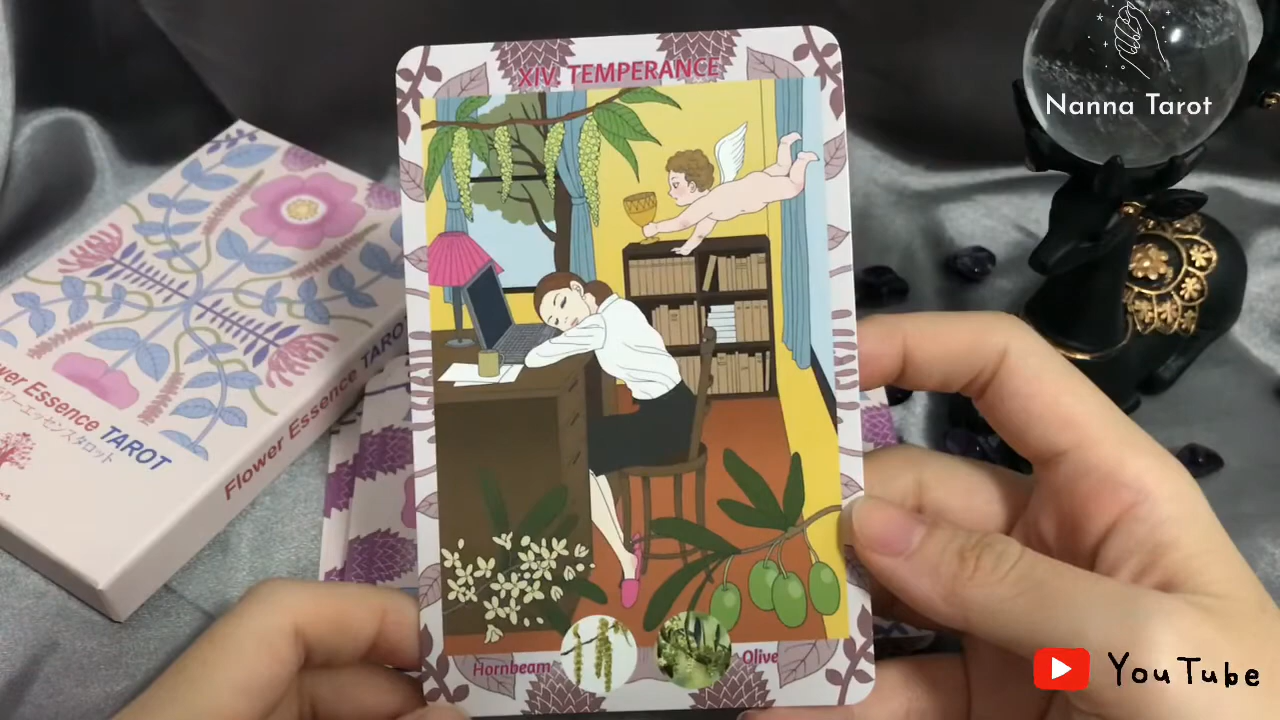 XIV. TEMPERANCE
Nanna Tarot
Flower Essence TAROT
フラワーエッセンスタロット
Flower Essence TARO
Hornbeam
Olive
YouTube